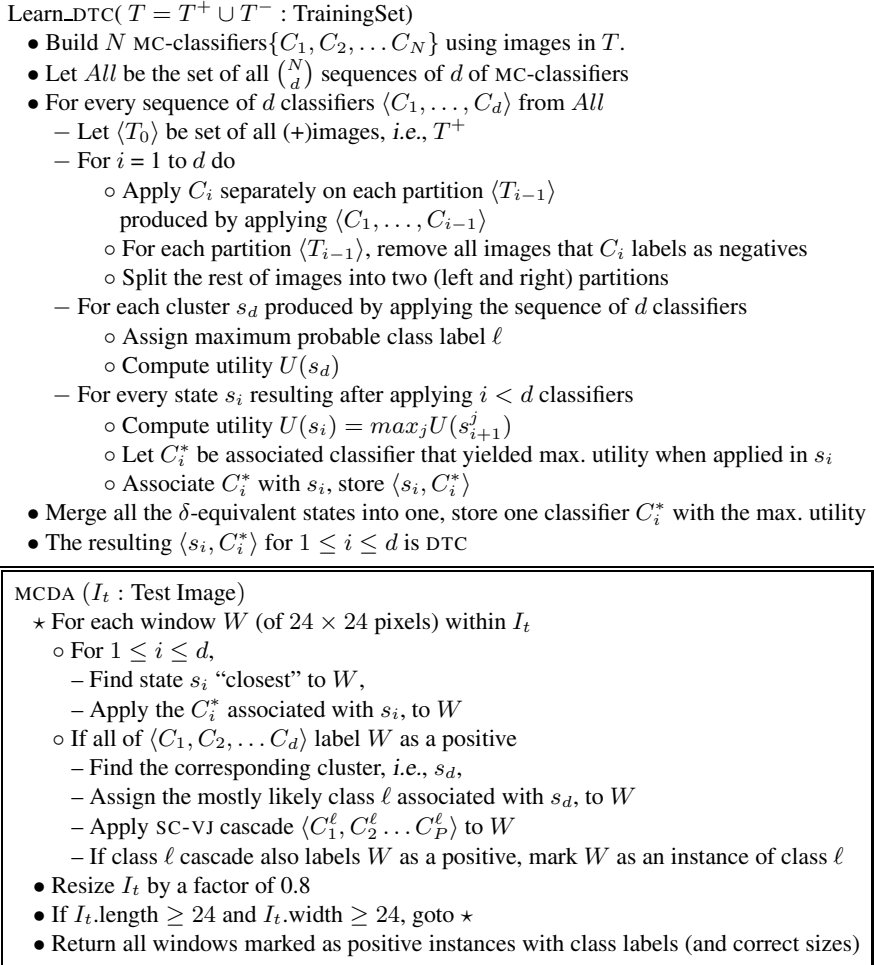 Learn_DTC( T = T⁺ ∪ T⁻ : TrainingSet)
• Build N MC-classifiers{C₁, C₂, . . . C_N} using images in T.
• Let All be the set of all (N d) sequences of d of MC-classifiers
• For every sequence of d classifiers ⟨C₁, . . . , C_d⟩ from All
− Let ⟨T₀⟩ be set of all (+)images, i.e., T⁺
− For i = 1 to d do
○ Apply C_i separately on each partition ⟨T_{i−1}⟩
produced by applying ⟨C₁, . . . , C_{i−1}⟩
○ For each partition ⟨T_{i−1}⟩, remove all images that C_i labels as negatives
○ Split the rest of images into two (left and right) partitions
− For each cluster s_d produced by applying the sequence of d classifiers
○ Assign maximum probable class label ℓ
○ Compute utility U(s_d)
− For every state s_i resulting after applying i < d classifiers
○ Compute utility U(s_i) = max_j U(s_{i+1}^j)
○ Let C_i^* be associated classifier that yielded max. utility when applied in s_i
○ Associate C_i^* with s_i, store ⟨s_i, C_i^*⟩
• Merge all the δ-equivalent states into one, store one classifier C_i^* with the max. utility
• The resulting ⟨s_i, C_i^*⟩ for 1 ≤ i ≤ d is DTC
MCDA (I_t : Test Image)
⋆ For each window W (of 24 × 24 pixels) within I_t
○ For 1 ≤ i ≤ d,
– Find state s_i “closest” to W,
– Apply the C_i^* associated with s_i, to W
○ If all of ⟨C₁, C₂, . . . C_d⟩ label W as a positive
– Find the corresponding cluster, i.e., s_d,
– Assign the mostly likely class ℓ associated with s_d, to W
– Apply SC-VJ cascade ⟨C_1^ℓ, C_2^ℓ . . . C_P^ℓ⟩ to W
– If class ℓ cascade also labels W as a positive, mark W as an instance of class ℓ
• Resize I_t by a factor of 0.8
• If I_t.length ≥ 24 and I_t.width ≥ 24, goto ⋆
• Return all windows marked as positive instances with class labels (and correct sizes)